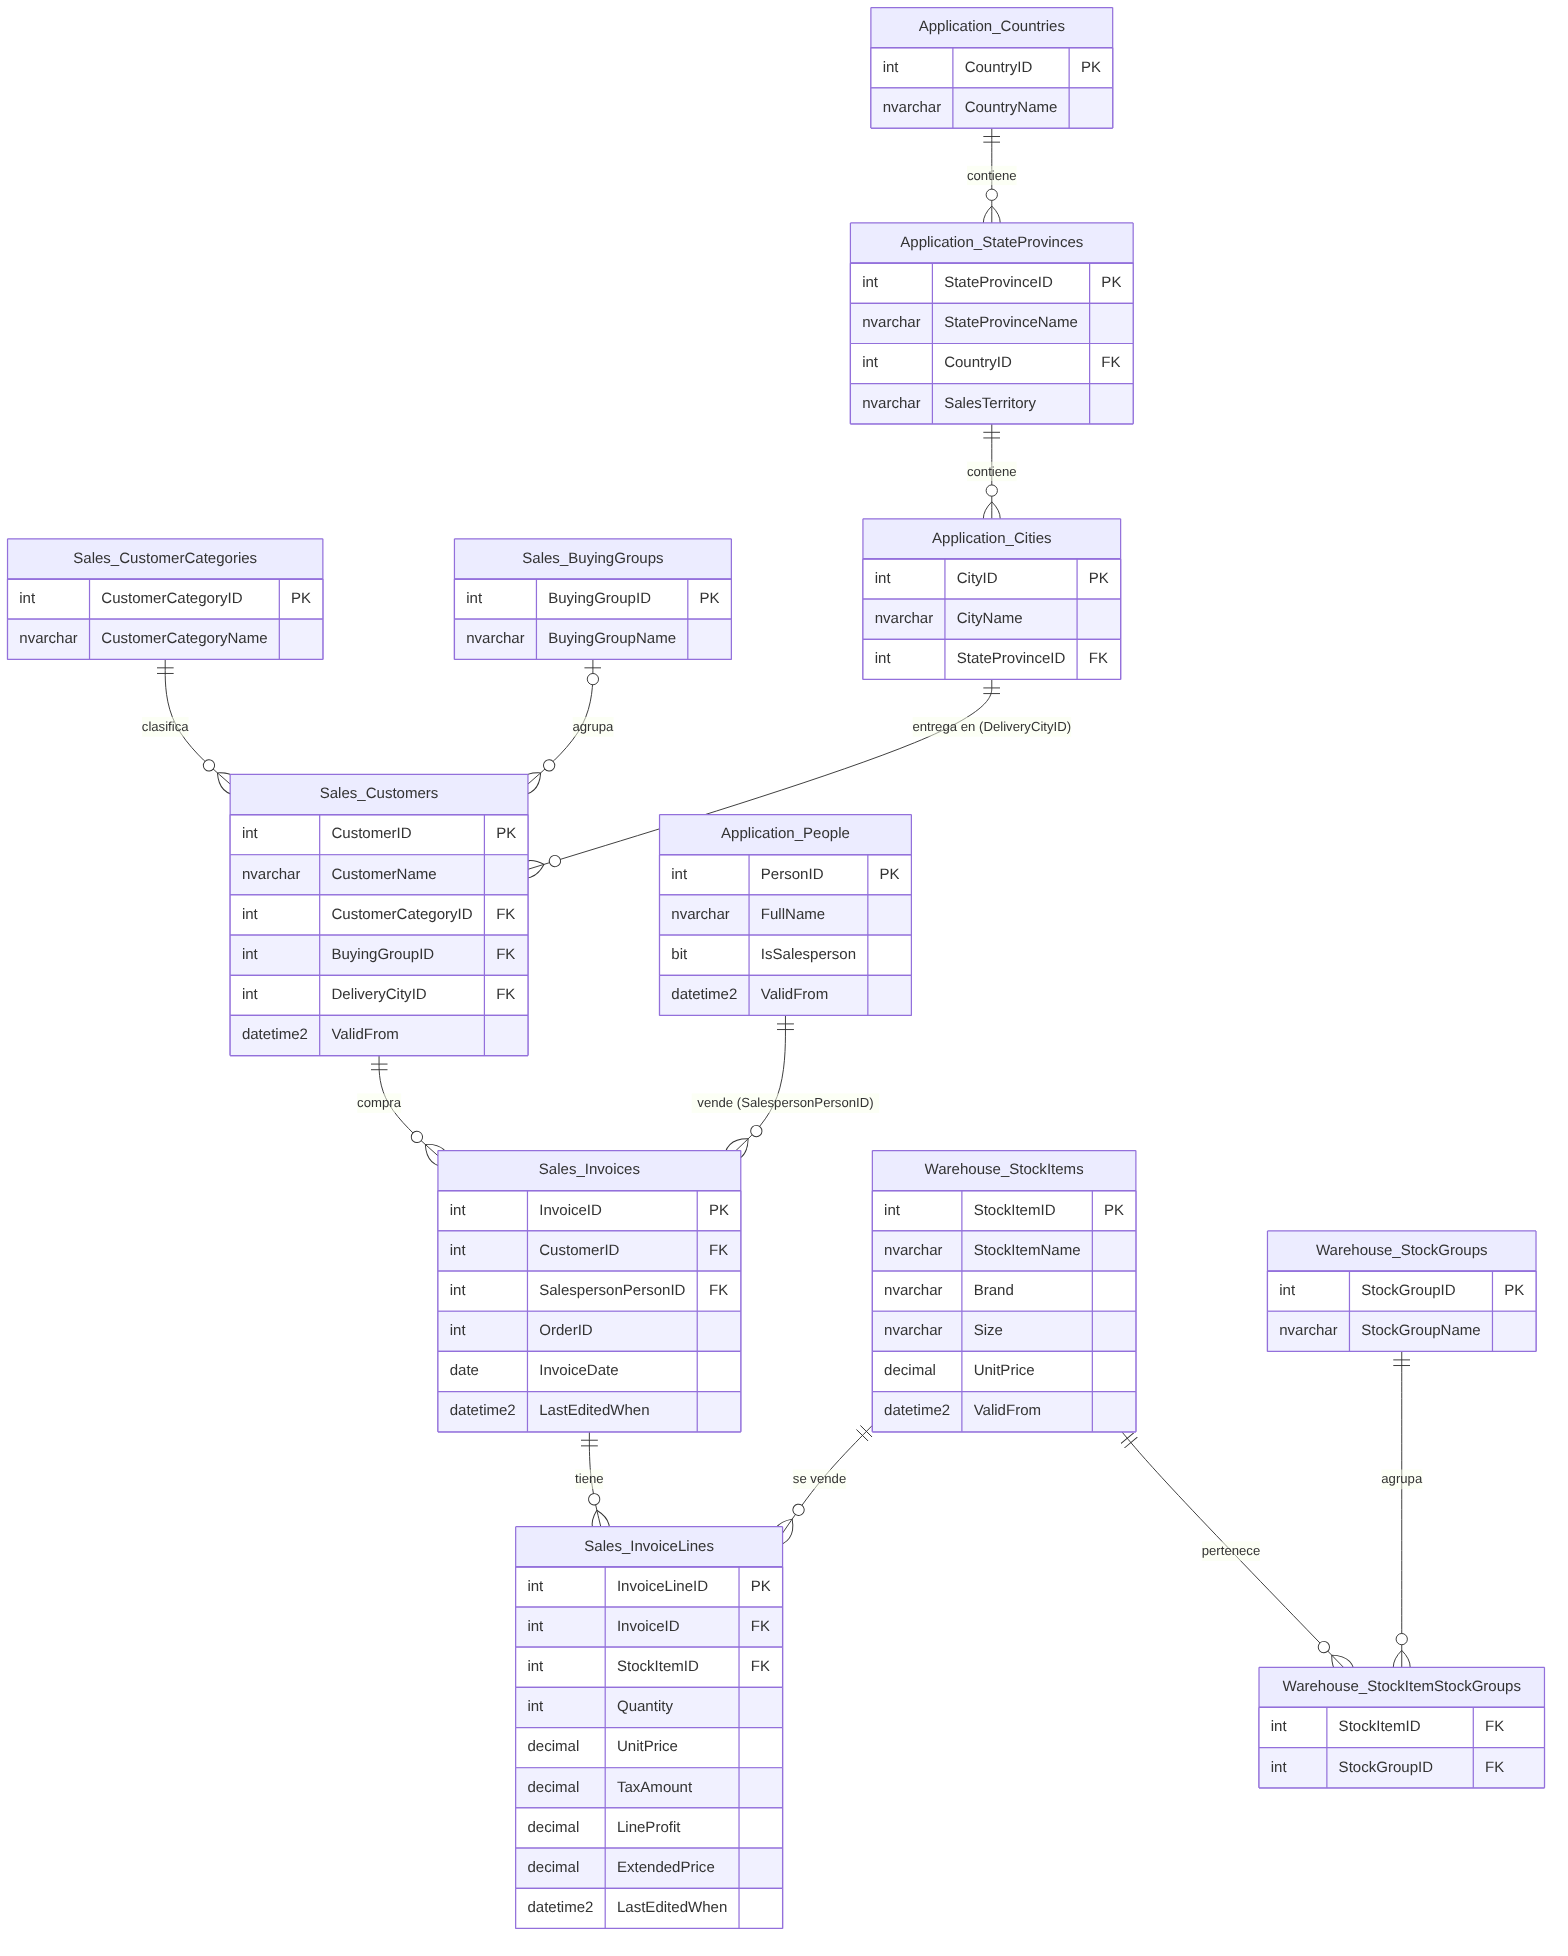 Application_Countries
int CountryID PK
nvarchar CountryName
contiene
Application_StateProvinces
int StateProvinceID PK
nvarchar StateProvinceName
int CountryID FK
nvarchar SalesTerritory
contiene
Sales_CustomerCategories
int CustomerCategoryID PK
nvarchar CustomerCategoryName
Sales_BuyingGroups
int BuyingGroupID PK
nvarchar BuyingGroupName
Application_Cities
int CityID PK
nvarchar CityName
int StateProvinceID FK
clasifica
agrupa
entrega en (DeliveryCityID)
Sales_Customers
int CustomerID PK
nvarchar CustomerName
int CustomerCategoryID FK
int BuyingGroupID FK
int DeliveryCityID FK
datetime2 ValidFrom
Application_People
int PersonID PK
nvarchar FullName
bit IsSalesperson
datetime2 ValidFrom
compra
vende (SalespersonPersonID)
Sales_Invoices
int InvoiceID PK
int CustomerID FK
int SalespersonPersonID FK
int OrderID
date InvoiceDate
datetime2 LastEditedWhen
Warehouse_StockItems
int StockItemID PK
nvarchar StockItemName
nvarchar Brand
nvarchar Size
decimal UnitPrice
datetime2 ValidFrom
Warehouse_StockGroups
int StockGroupID PK
nvarchar StockGroupName
tiene
se vende
agrupa
pertenece
Sales_InvoiceLines
int InvoiceLineID PK
int InvoiceID FK
int StockItemID FK
int Quantity
decimal UnitPrice
decimal TaxAmount
decimal LineProfit
decimal ExtendedPrice
datetime2 LastEditedWhen
Warehouse_StockItemStockGroups
int StockItemID FK
int StockGroupID FK